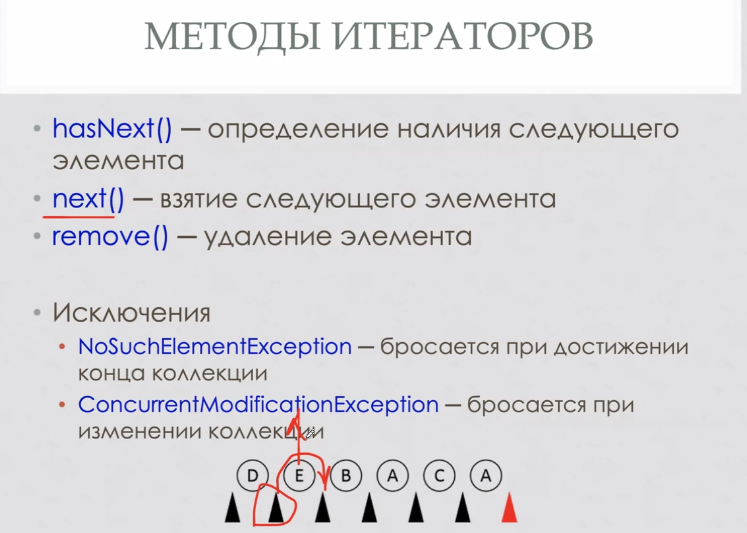 МЕТОДЫ ИТЕРАТОРОВ
• hasNext() — определение наличия следующего
элемента
• next() — взятие следующего элемента
• remove() — удаление элемента
• Исключения
• NoSuchElementException — бросается при достижении
конца коллекции
• ConcurrentModificationException — бросается при
изменении коллекции
D E B A C A